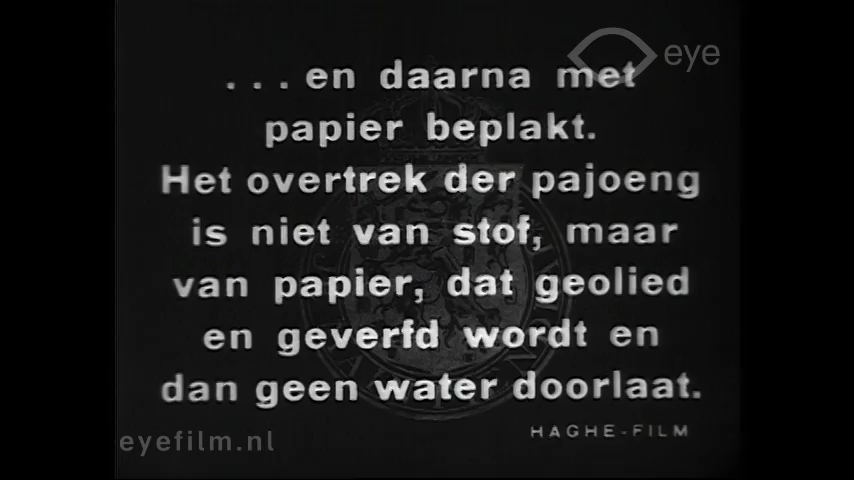 eye
... en daarna met
papier beplakt.
Het overtrek der pajoeng
is niet van stof, maar
van papier, dat geolied
en geverfd wordt en
dan geen water doorlaat.
HAGHE-FILM
eyefilm.nl